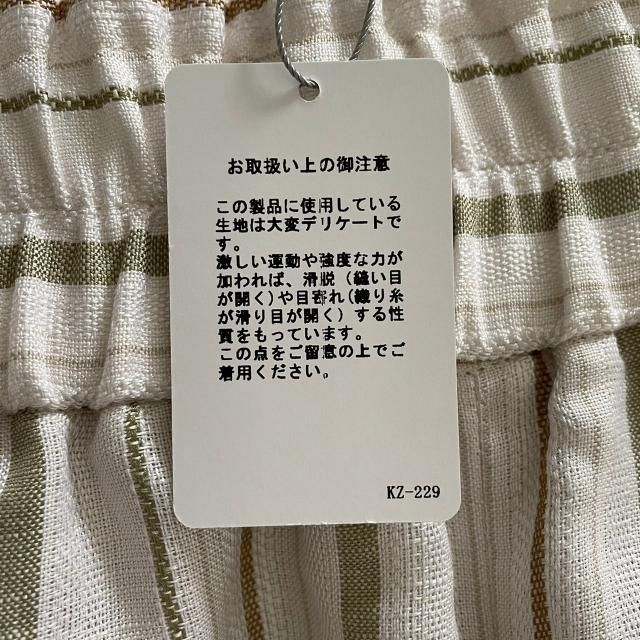 お取扱い上の御注意
この製品に使用している
生地は大変デリケートで
す。
激しい運動や強度な力が
加われば、滑脱（縫い目
が開く)や目寄れ(織り糸
が滑り目が開く）する性
質をもっています。
この点をご留意の上でご
着用ください。
KZ-229